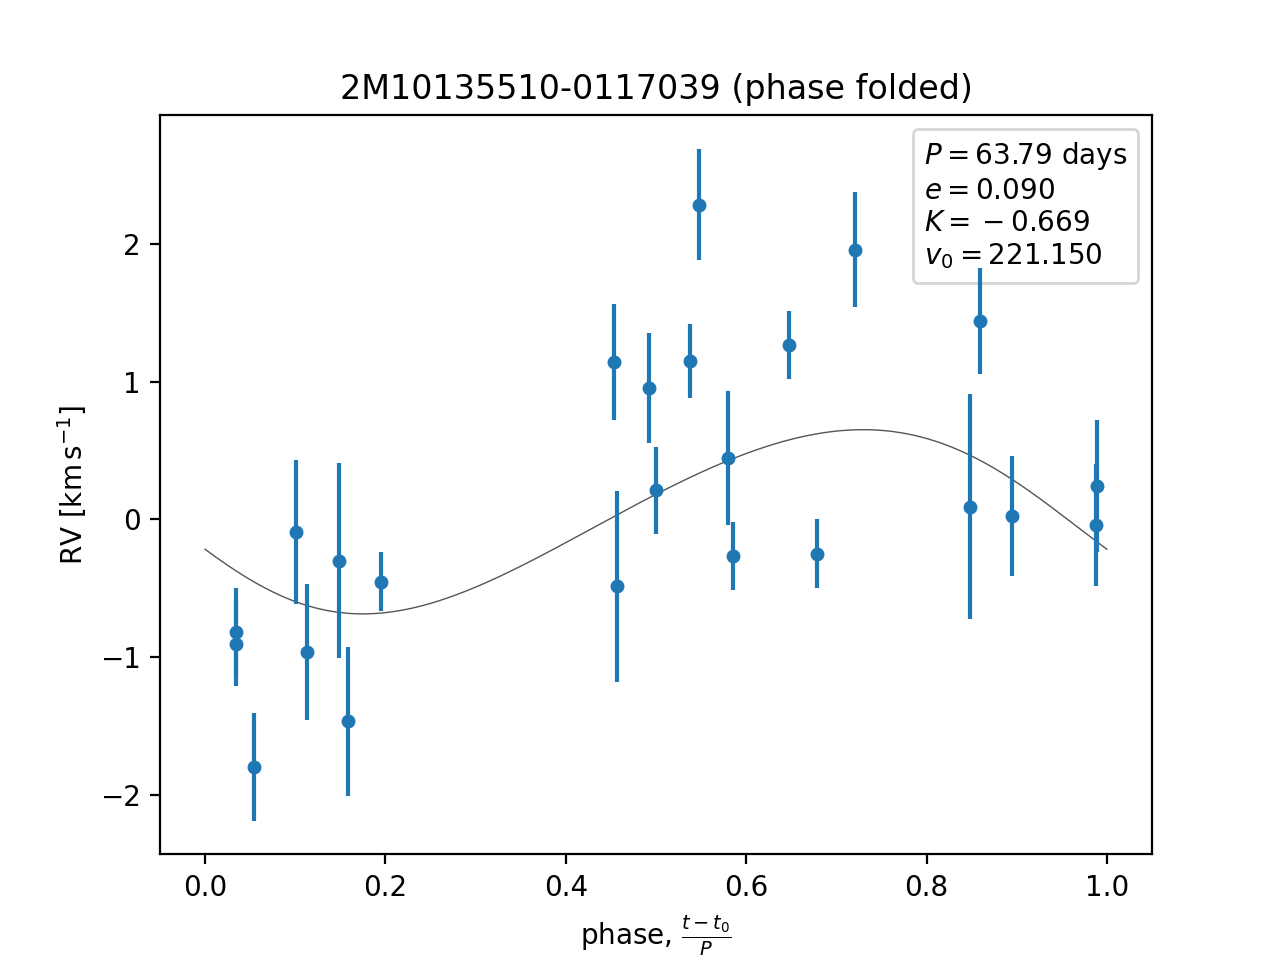 2M10135510-0117039 (phase folded)
P = 63.79 days
e = 0.090
K = −0.669
v₀ = 221.150
RV [km s⁻¹]
2
1
0
−1
−2
0.0 0.2 0.4 0.6 0.8 1.0
phase, (t − t₀)/P